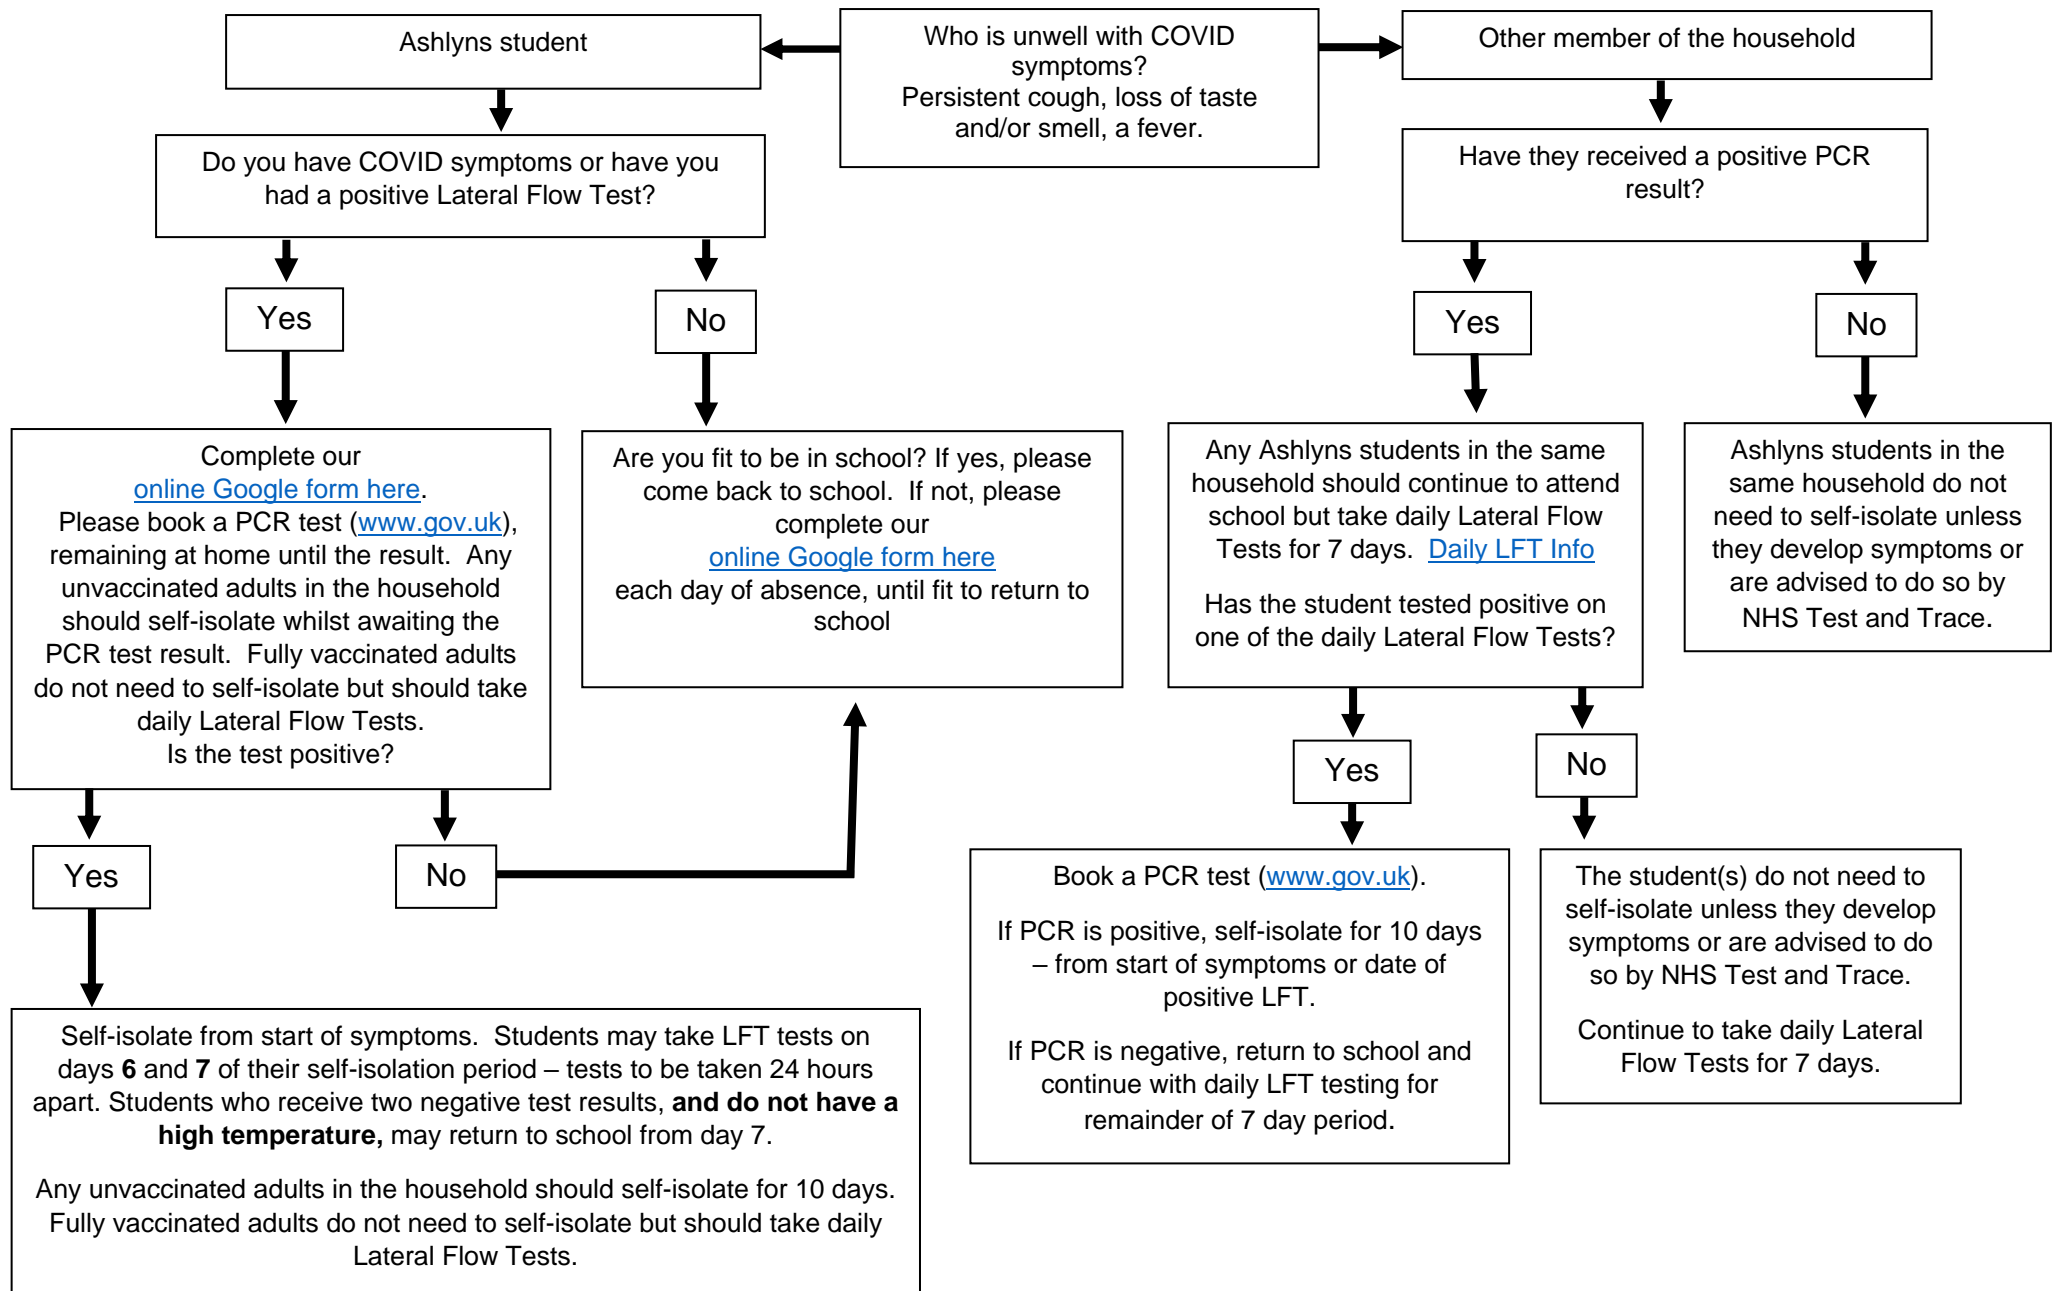 Ashlyns student
Who is unwell with COVID
symptoms?
Persistent cough, loss of taste
and/or smell, a fever.
Other member of the household
Do you have COVID symptoms or have you
had a positive Lateral Flow Test?
Have they received a positive PCR
result?
Yes
No
Yes
No
Complete our
online Google form here.
Please book a PCR test (www.gov.uk),
remaining at home until the result.  Any
unvaccinated adults in the household
should self-isolate whilst awaiting the
PCR test result.  Fully vaccinated adults
do not need to self-isolate but should take
daily Lateral Flow Tests.
Is the test positive?
Are you fit to be in school? If yes, please
come back to school.  If not, please
complete our
online Google form here
each day of absence, until fit to return to
school
Any Ashlyns students in the same
household should continue to attend
school but take daily Lateral Flow
Tests for 7 days.  Daily LFT Info
Has the student tested positive on
one of the daily Lateral Flow Tests?
Ashlyns students in the
same household do not
need to self-isolate unless
they develop symptoms or
are advised to do so by
NHS Test and Trace.
Yes
No
Yes
No
Self-isolate from start of symptoms.  Students may take LFT tests on
days 6 and 7 of their self-isolation period – tests to be taken 24 hours
apart. Students who receive two negative test results, and do not have a
high temperature, may return to school from day 7.
Any unvaccinated adults in the household should self-isolate for 10 days.
Fully vaccinated adults do not need to self-isolate but should take daily
Lateral Flow Tests.
Book a PCR test (www.gov.uk).
If PCR is positive, self-isolate for 10 days
– from start of symptoms or date of
positive LFT.
If PCR is negative, return to school and
continue with daily LFT testing for
remainder of 7 day period.
The student(s) do not need to
self-isolate unless they develop
symptoms or are advised to do
so by NHS Test and Trace.
Continue to take daily Lateral
Flow Tests for 7 days.